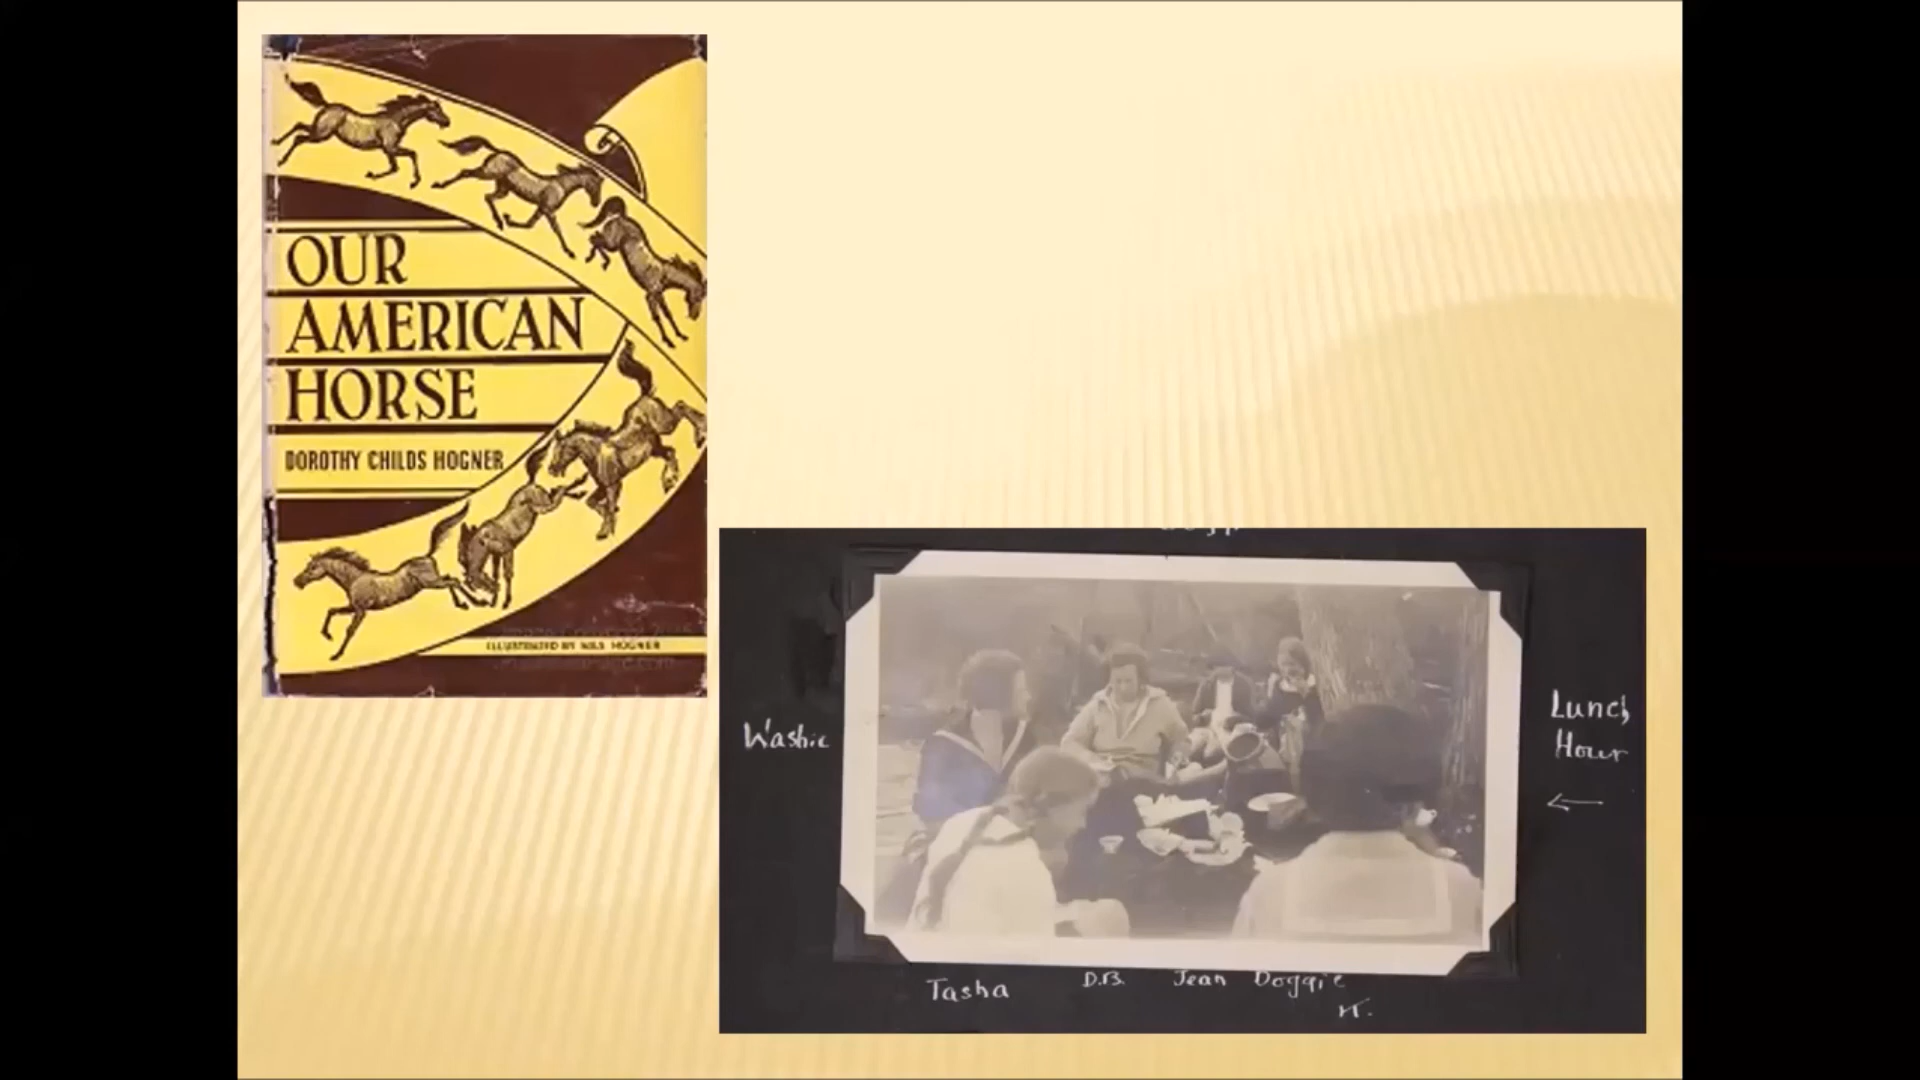 OUR
AMERICAN
HORSE
DOROTHY CHILDS HOGNER
ILLUSTRATED BY NILS HOGNER
Washie
Lunch
Hour
Tasha
D.B.
Jean
Doggie
K.